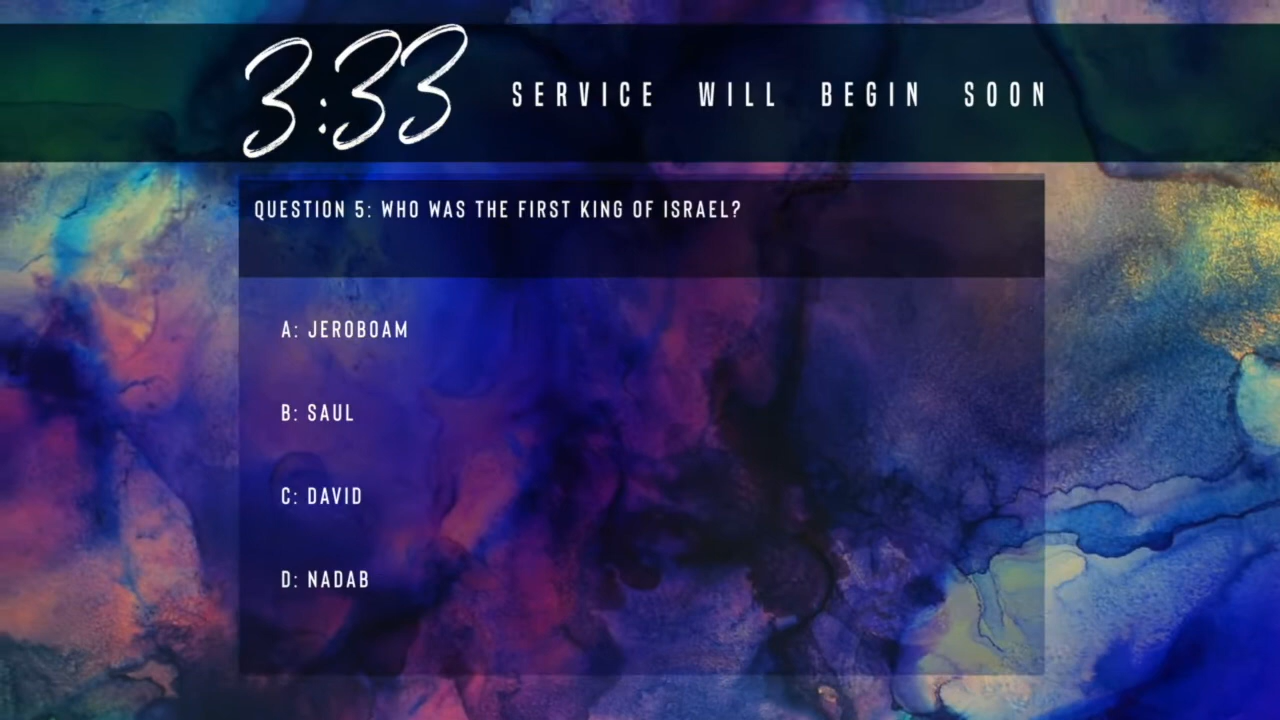 3:33 SERVICE WILL BEGIN SOON
QUESTION 5: WHO WAS THE FIRST KING OF ISRAEL?
A: JEROBOAM
B: SAUL
C: DAVID
D: NADAB